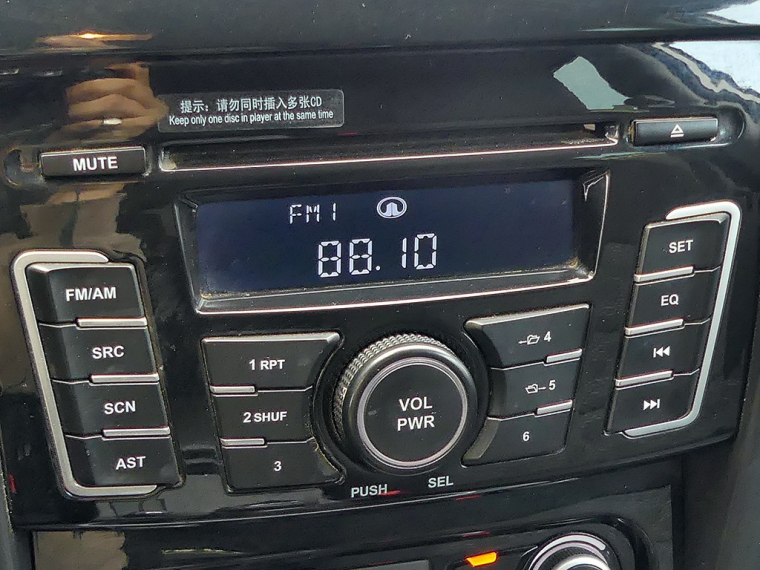 提示：请勿同时插入多张CD
Keep only one disc in player at the same time
MUTE
FM1
88.10
FM/AM
SRC
SCN
AST
1 RPT
2 SHUF
3
VOL
PWR
PUSH SEL
4
5
6
SET
EQ